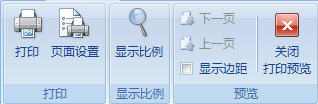 打印
页面设置
打印
显示比例
显示比例
下一页
上一页
显示边距
关闭
打印预览
预览